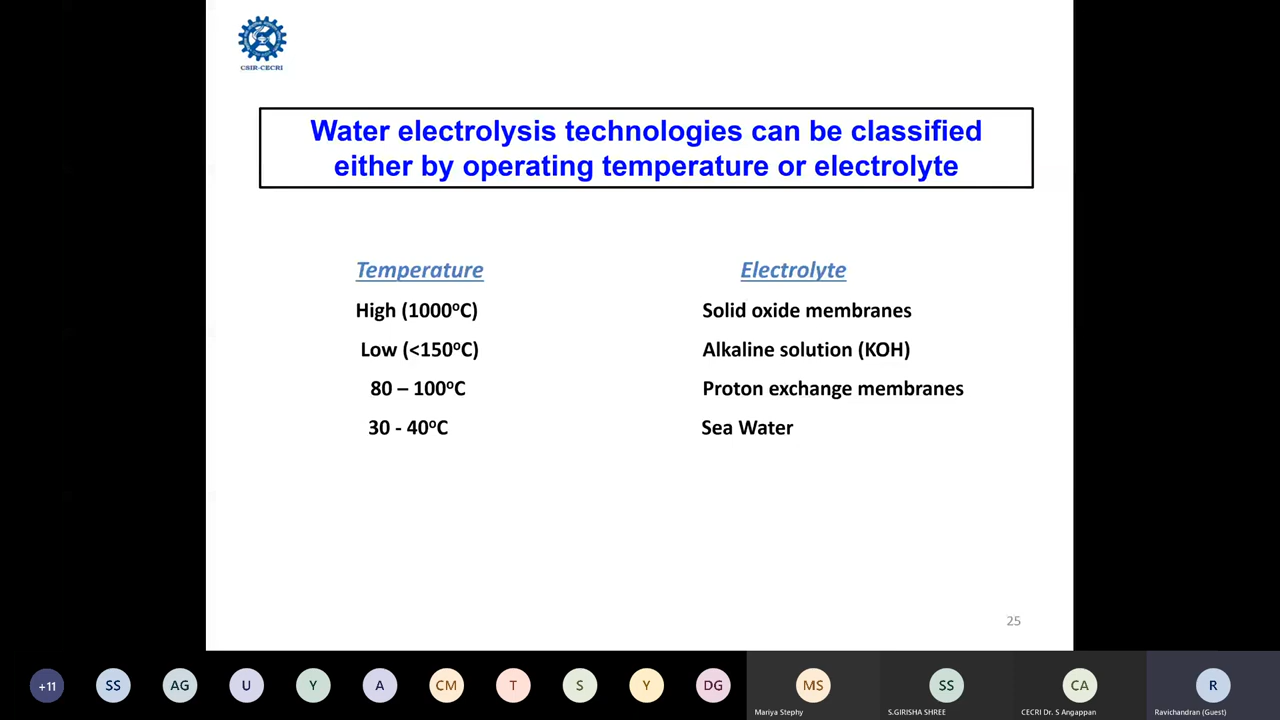 CSIR-CECRI
Water electrolysis technologies can be classified
either by operating temperature or electrolyte
Temperature Electrolyte
High (1000ºC) Solid oxide membranes
Low (<150ºC) Alkaline solution (KOH)
80 – 100ºC Proton exchange membranes
30 - 40ºC Sea Water
25
+11 SS AG U Y A CM T S Y DG MS SS CA R
Mariya Stephy S.GIRISHA SHREE CECRI Dr. S Angappan Ravichandran (Guest)